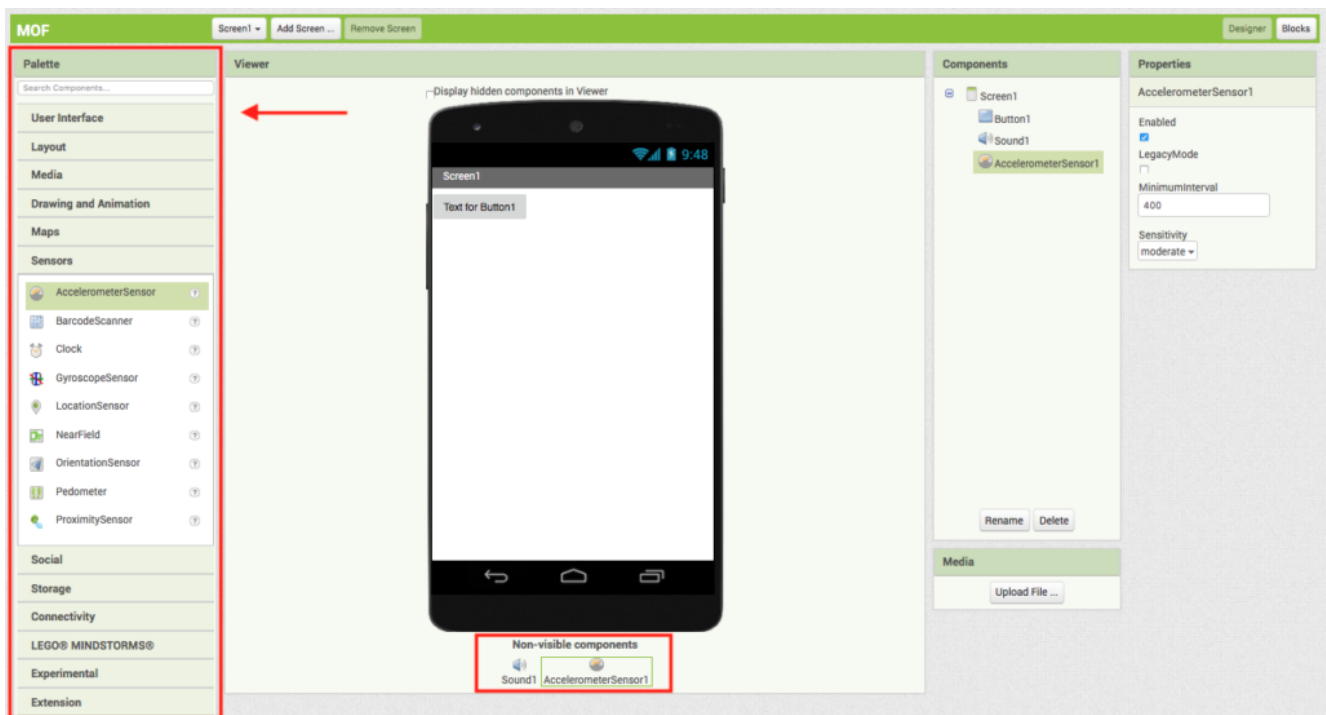 MOF
Screen1
Add Screen ...
Remove Screen
Designer
Blocks
Palette
Search Components...
User Interface
Layout
Media
Drawing and Animation
Maps
Sensors
AccelerometerSensor ?
BarcodeScanner ?
Clock ?
GyroscopeSensor ?
LocationSensor ?
NearField ?
OrientationSensor ?
Pedometer ?
ProximitySensor ?
Social
Storage
Connectivity
LEGO® MINDSTORMS®
Experimental
Extension
Viewer
Display hidden components in Viewer
9:48
Screen1
Text for Button1
Non-visible components
Sound1 AccelerometerSensor1
Components
Screen1
Button1
Sound1
AccelerometerSensor1
Rename Delete
Media
Upload File ...
Properties
AccelerometerSensor1
Enabled
LegacyMode
MinimumInterval
400
Sensitivity
moderate